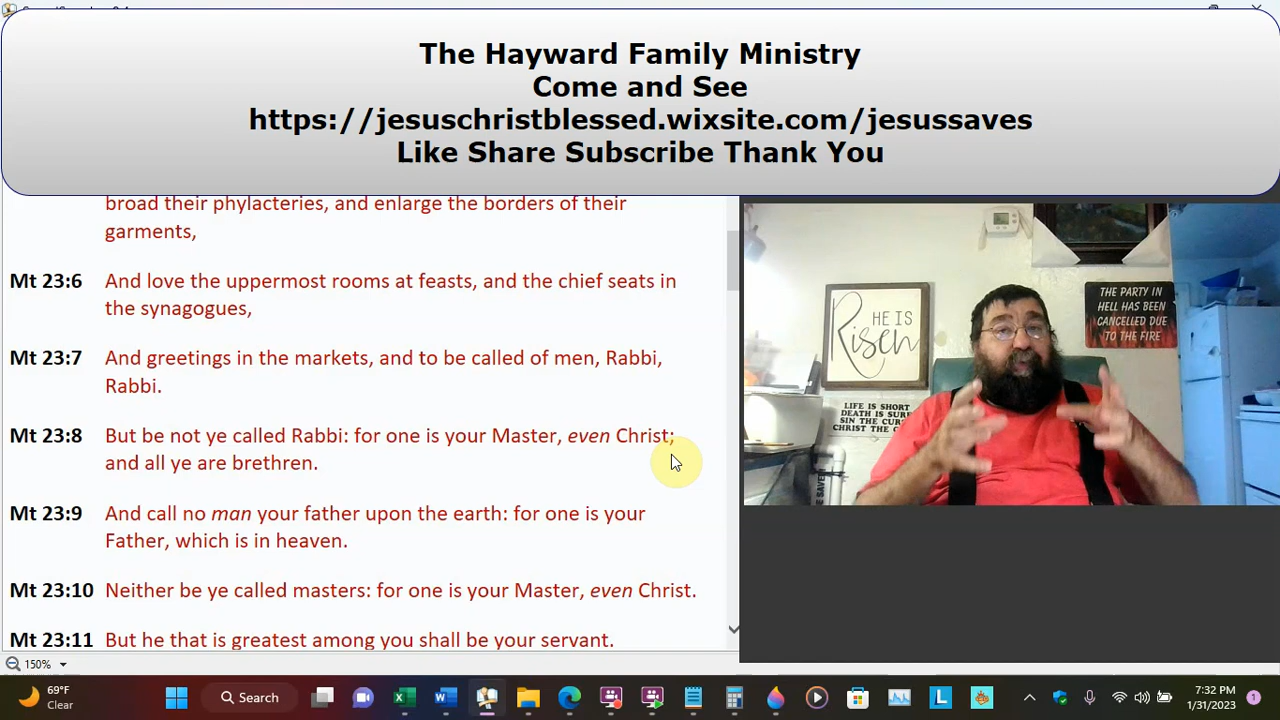 The Hayward Family Ministry
Come and See
https://jesuschristblessed.wixsite.com/jesussaves
Like Share Subscribe Thank You
broad their phylacteries, and enlarge the borders of their
garments,
Mt 23:6 And love the uppermost rooms at feasts, and the chief seats in
the synagogues,
Mt 23:7 And greetings in the markets, and to be called of men, Rabbi,
Rabbi.
Mt 23:8 But be not ye called Rabbi: for one is your Master, even Christ;
and all ye are brethren.
Mt 23:9 And call no man your father upon the earth: for one is your
Father, which is in heaven.
Mt 23:10 Neither be ye called masters: for one is your Master, even Christ.
Mt 23:11 But he that is greatest among you shall be your servant.
HE IS
Risen
THE PARTY IN
HELL HAS BEEN
CANCELLED DUE
TO THE FIRE
LIFE IS SHORT
DEATH IS SURE
SIN THE
CHRIST THE
150%
69°F
Clear
Search
7:32 PM
1/31/2023
1